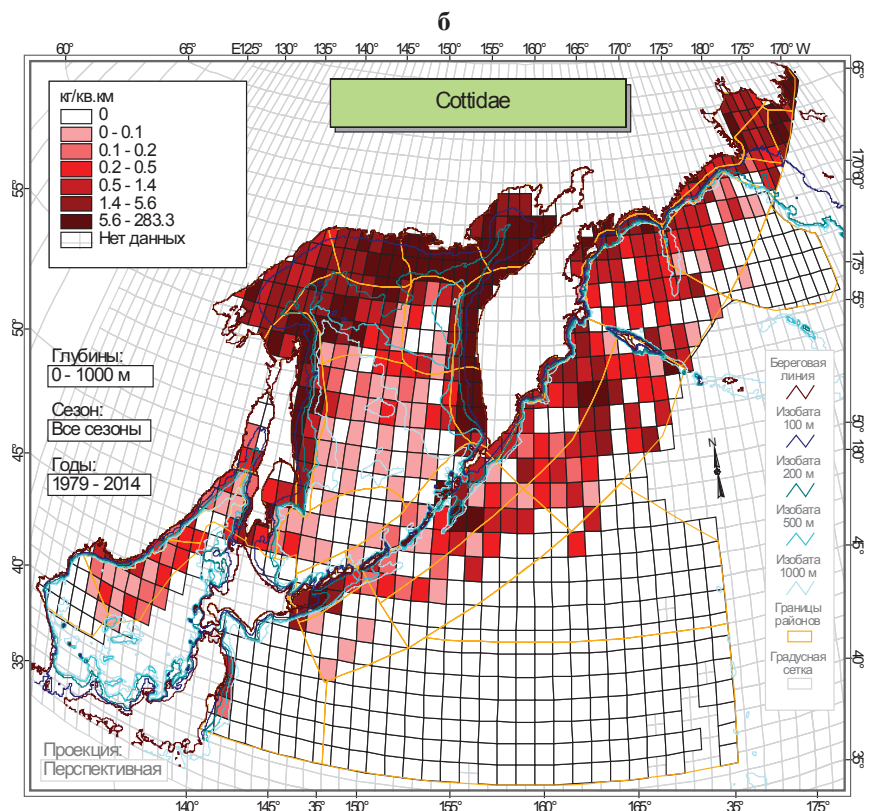 б
60° 65° E125° 130° 135° 140° 145° 150° 155° 160° 165° 170° 175° 180° 175° 170° W
Cottidae
кг/кв.км
0
0 - 0.1
0.1 - 0.2
0.2 - 0.5
0.5 - 1.4
1.4 - 5.6
5.6 - 283.3
Нет данных
55°
50°
45°
40°
35°
Глубины:
0 - 1000 м
Сезон:
Все сезоны
Годы:
1979 - 2014
65°
175°
55°
50°
180°
45°
40°
35°
N
Береговая
линия
Изобата
100 м
Изобата
200 м
Изобата
500 м
Изобата
1000 м
Границы
районов
Градусная
сетка
Проекция:
Перспективная
140° 145° 35° 150° 155° 160° 165° 35° 175°